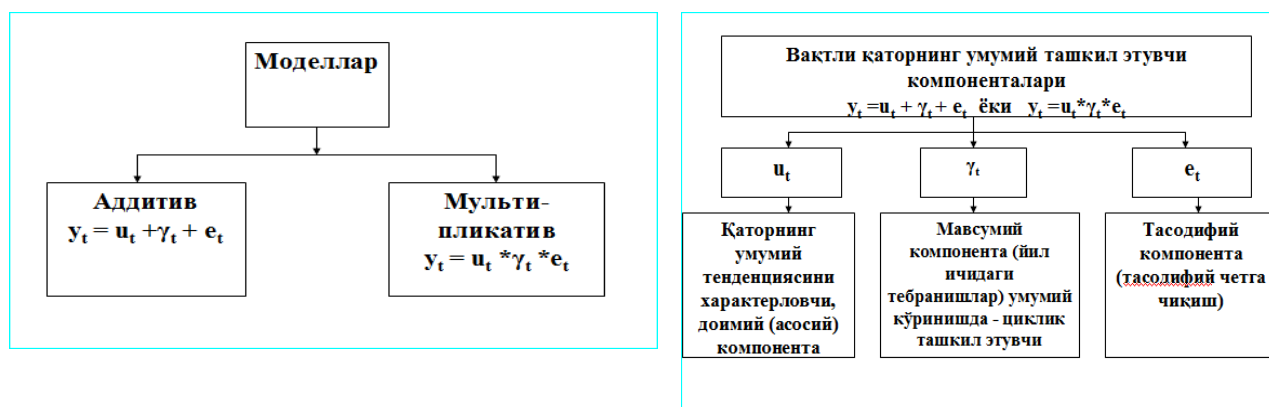 Моделлар
Аддитив
yₜ = uₜ +γₜ + eₜ
Мульти-
пликатив
yₜ = uₜ *γₜ *eₜ
Вақтли қаторнинг умумий ташкил этувчи
компоненталари
yₜ =uₜ + γₜ + eₜ ёки yₜ =uₜ*γₜ*eₜ
uₜ
γₜ
eₜ
Қаторнинг
умумий
тенденциясини
характерловчи,
доимий (асосий)
компонента
Мавсумий
компонента (йил
ичидаги
тебранишлар) умумий
кўринишда - циклик
ташкил этувчи
Тасодифий
компонента
(тасодифий четга
чиқиш)